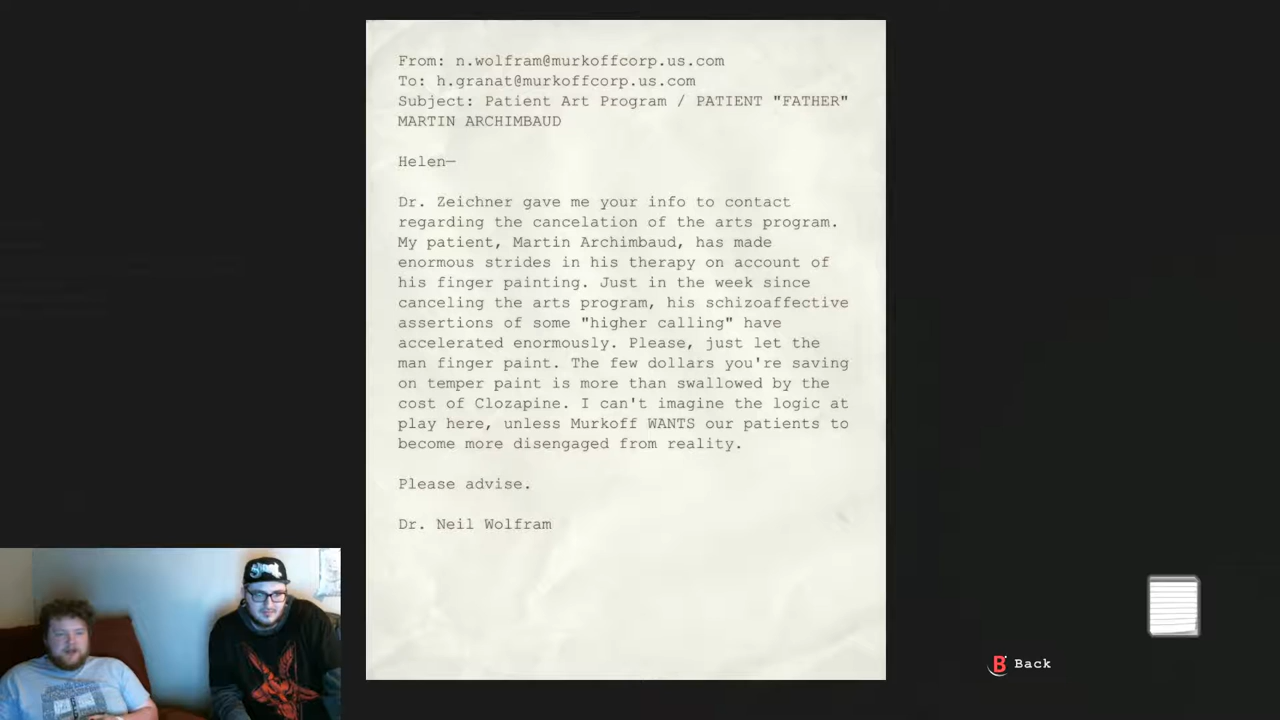 From: n.wolfram@murkoffcorp.us.com
To: h.granat@murkoffcorp.us.com
Subject: Patient Art Program / PATIENT "FATHER"
MARTIN ARCHIMBAUD
Helen—
Dr. Zeichner gave me your info to contact
regarding the cancelation of the arts program.
My patient, Martin Archimbaud, has made
enormous strides in his therapy on account of
his finger painting. Just in the week since
canceling the arts program, his schizoaffective
assertions of some "higher calling" have
accelerated enormously. Please, just let the
man finger paint. The few dollars you're saving
on temper paint is more than swallowed by the
cost of Clozapine. I can't imagine the logic at
play here, unless Murkoff WANTS our patients to
become more disengaged from reality.
Please advise.
Dr. Neil Wolfram
B Back